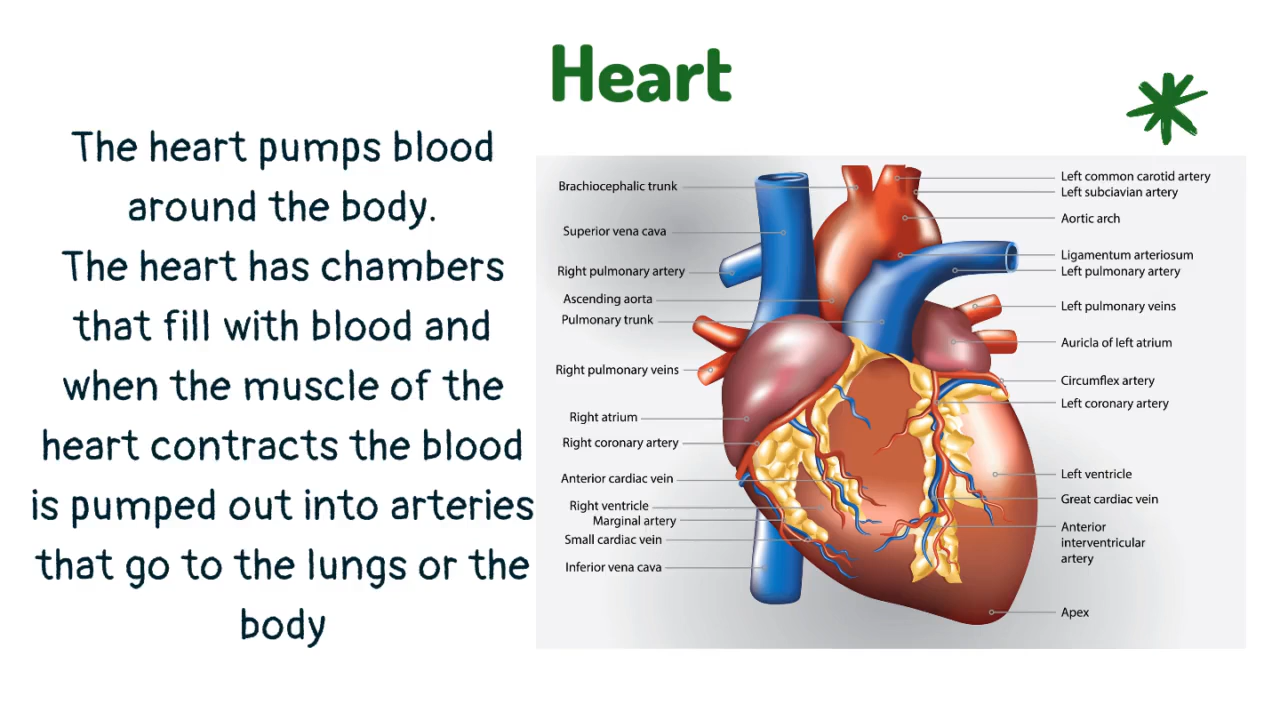 Heart
The heart pumps blood
around the body.
The heart has chambers
that fill with blood and
when the muscle of the
heart contracts the blood
is pumped out into arteries
that go to the lungs or the
body
Brachiocephalic trunk
Superior vena cava
Right pulmonary artery
Ascending aorta
Pulmonary trunk
Right pulmonary veins
Right atrium
Right coronary artery
Anterior cardiac vein
Right ventricle
Marginal artery
Small cardiac vein
Inferior vena cava
Left common carotid artery
Left subciavian artery
Aortic arch
Ligamentum arteriosum
Left pulmonary artery
Left pulmonary veins
Auricla of left atrium
Circumflex artery
Left coronary artery
Left ventricle
Great cardiac vein
Anterior
interventricular
artery
Apex